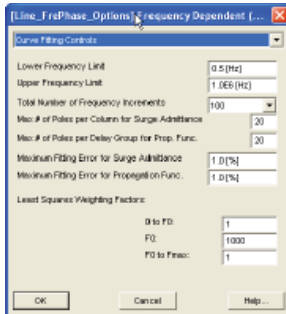 [Line_FrePhase_Options] Frequency Dependent (...
Curve Fitting Controls
Lower Frequency Limit 0.5 [Hz]
Upper Frequency Limit 1.0E6 [Hz]
Total Number of Frequency Increments 100
Max # of Poles per Column for Surge Admittance 20
Max # of Poles per Delay Group for Prop. Func. 20
Maximum Fitting Error for Surge Admittance 1.0 [%]
Maximum Fitting Error for Propagation Func. 1.0 [%]
Least Squares Weighting Factors:
0 to F0: 1
F0: 1000
F0 to Fmax: 1
OK Cancel Help...